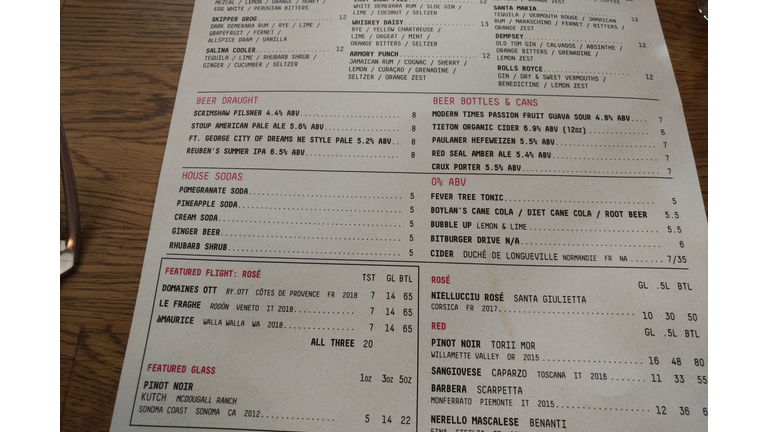 MEZCAL / LEMON / ORANGE / HONEY /
EGG WHITE / PERUVIAN BITTERS
SKIPPER GROG 12
DARK DEMERARA RUM / RYE / LIME /
GRAPEFRUIT / FERNET /
ALLSPICE DRAM / VANILLA
SALINA COOLER 12
TEQUILA / LIME / RHUBARB SHRUB /
GINGER / CUCUMBER / SELTZER
WHITE DEMERARA RUM / SLOE GIN /
LIME / COCONUT / SELTZER
WHISKEY DAISY 13
RYE / YELLOW CHARTREUSE /
LIME / ORGEAT / MINT /
ORANGE BITTERS / SELTZER
ARMORY PUNCH 12
JAMAICAN RUM / COGNAC / SHERRY /
LEMON / CURAÇAO / GRENADINE /
SELTZER / ORANGE ZEST
ORANGE ZEST
SANTA MARIA 12
TEQUILA / VERMOUTH ROUGE / JAMAICAN
RUM / MARASCHINO / FERNET / BITTERS /
ORANGE ZEST
DEMPSEY 12
OLD TOM GIN / CALVADOS / ABSINTHE /
ORANGE BITTERS / GRENADINE /
LEMON ZEST
ROLLS ROYCE 12
GIN / DRY & SWEET VERMOUTHS /
BENEDICTINE / LEMON ZEST
BEER DRAUGHT
SCRIMSHAW PILSNER 4.4% ABV 8
STOUP AMERICAN PALE ALE 5.6% ABV 8
FT. GEORGE CITY OF DREAMS NE STYLE PALE 5.2% ABV 8
REUBEN'S SUMMER IPA 6.5% ABV 8
BEER BOTTLES & CANS
MODERN TIMES PASSION FRUIT GUAVA SOUR 4.8% ABV 7
TIETON ORGANIC CIDER 6.9% ABV (12oz) 6
PAULANER HEFEWEIZEN 5.5% ABV 7
RED SEAL AMBER ALE 5.4% ABV 7
CRUX PORTER 5.5% ABV 7
HOUSE SODAS
POMEGRANATE SODA 5
PINEAPPLE SODA 5
CREAM SODA 5
GINGER BEER 5
RHUBARB SHRUB 5
0% ABV
FEVER TREE TONIC 5
BOYLAN'S CANE COLA / DIET CANE COLA / ROOT BEER 5.5
BUBBLE UP LEMON & LIME 5.5
BITBURGER DRIVE N/A 6
CIDER DUCHÉ DE LONGUEVILLE NORMANDIE FR NA 7/35
FEATURED FLIGHT: ROSÉ TST GL BTL
DOMAINES OTT BY.OTT CÔTES DE PROVENCE FR 2018 7 14 65
LE FRAGHE RODÒN VENETO IT 2018 7 14 65
àMAURICE WALLA WALLA WA 2018 7 14 65
ALL THREE 20
FEATURED GLASS 1oz 3oz 5oz
PINOT NOIR
KUTCH MCDOUGALL RANCH
SONOMA COAST SONOMA CA 2012 5 14 22
ROSÉ GL .5L BTL
NIELLUCCIU ROSÉ SANTA GIULIETTA
CORSICA FR 2017 10 30 50
RED GL .5L BTL
PINOT NOIR TORII MOR
WILLAMETTE VALLEY OR 2015 16 48 80
SANGIOVESE CAPARZO TOSCANA IT 2016 11 33 55
BARBERA SCARPETTA
MONFERRATO PIEMONTE IT 2015 12 36 6
NERELLO MASCALESE BENANTI